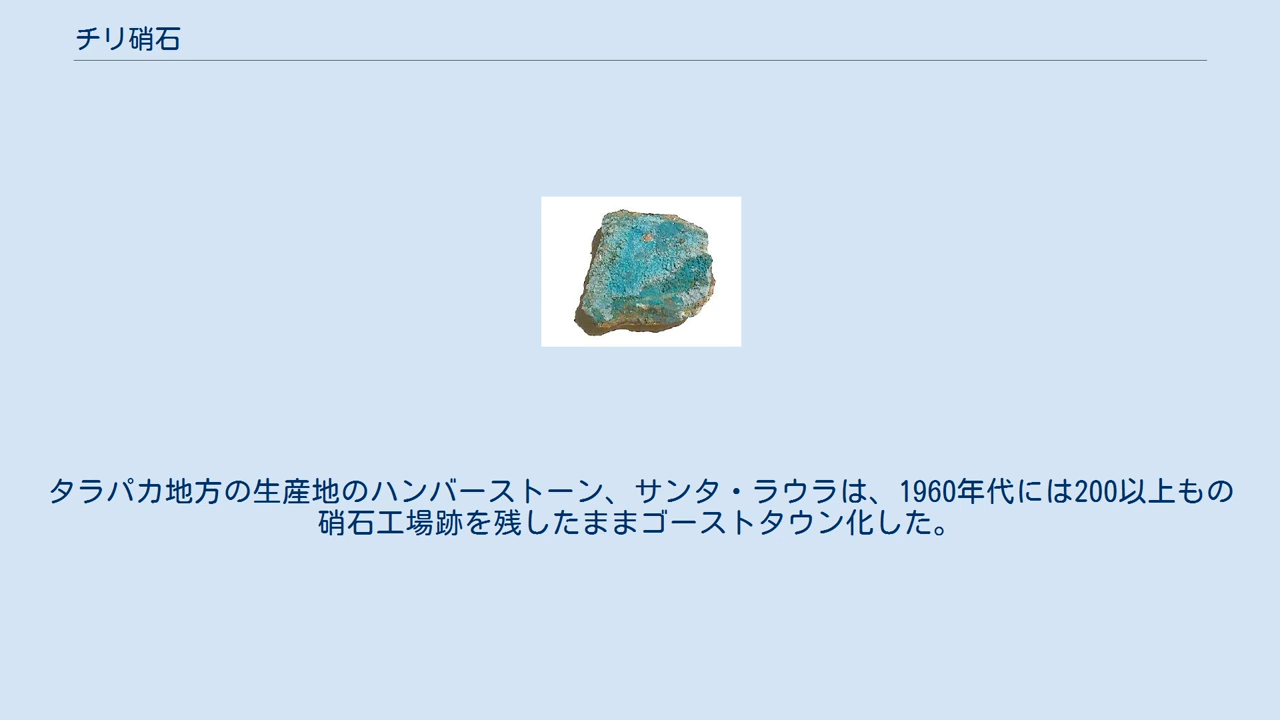 チリ硝石
タラパカ地方の生産地のハンバーストーン、サンタ・ラウラは、1960年代には200以上もの
硝石工場跡を残したままゴーストタウン化した。